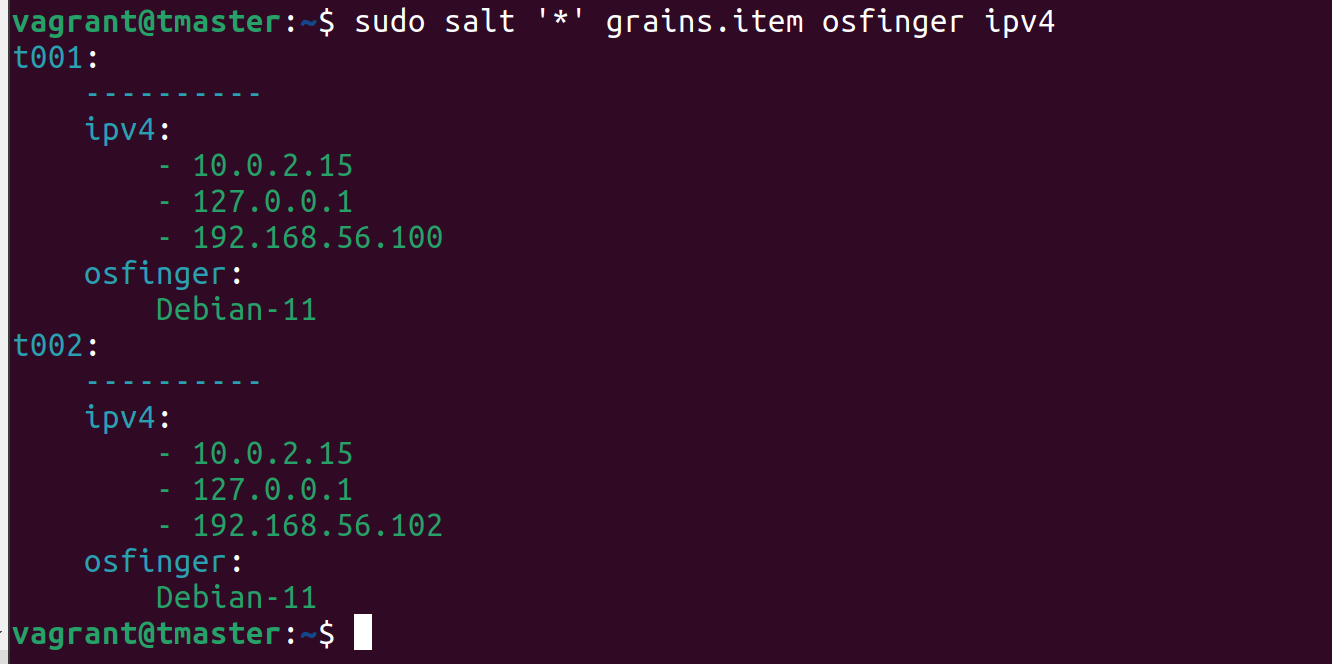 vagrant@tmaster:~$ sudo salt '*' grains.item osfinger ipv4
t001:
    ----------
    ipv4:
        - 10.0.2.15
        - 127.0.0.1
        - 192.168.56.100
    osfinger:
        Debian-11
t002:
    ----------
    ipv4:
        - 10.0.2.15
        - 127.0.0.1
        - 192.168.56.102
    osfinger:
        Debian-11
vagrant@tmaster:~$